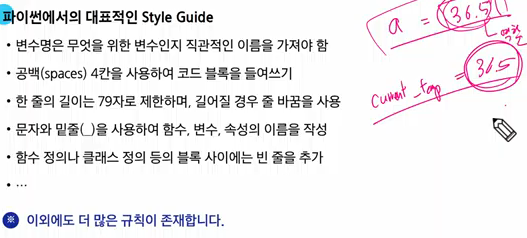 파이썬에서의 대표적인 Style Guide
• 변수명은 무엇을 위한 변수인지 직관적인 이름을 가져야 함
• 공백(spaces) 4칸을 사용하여 코드 블록을 들여쓰기
• 한 줄의 길이는 79자로 제한하며, 길어질 경우 줄 바꿈을 사용
• 문자와 밑줄(_)을 사용하여 함수, 변수, 속성의 이름을 작성
• 함수 정의나 클래스 정의 등의 블록 사이에는 빈 줄을 추가
• ...
※ 이외에도 더 많은 규칙이 존재합니다.
a = 36.5
current_temp = 36.5